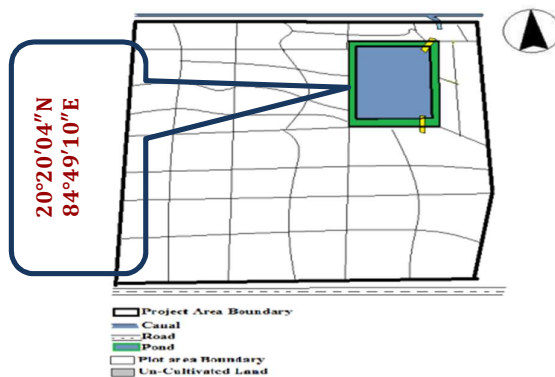 20°20′04″N
84°49′10″E
Project Area Boundary
Canal
Road
Pond
Plot area Boundary
Un-Cultivated Land